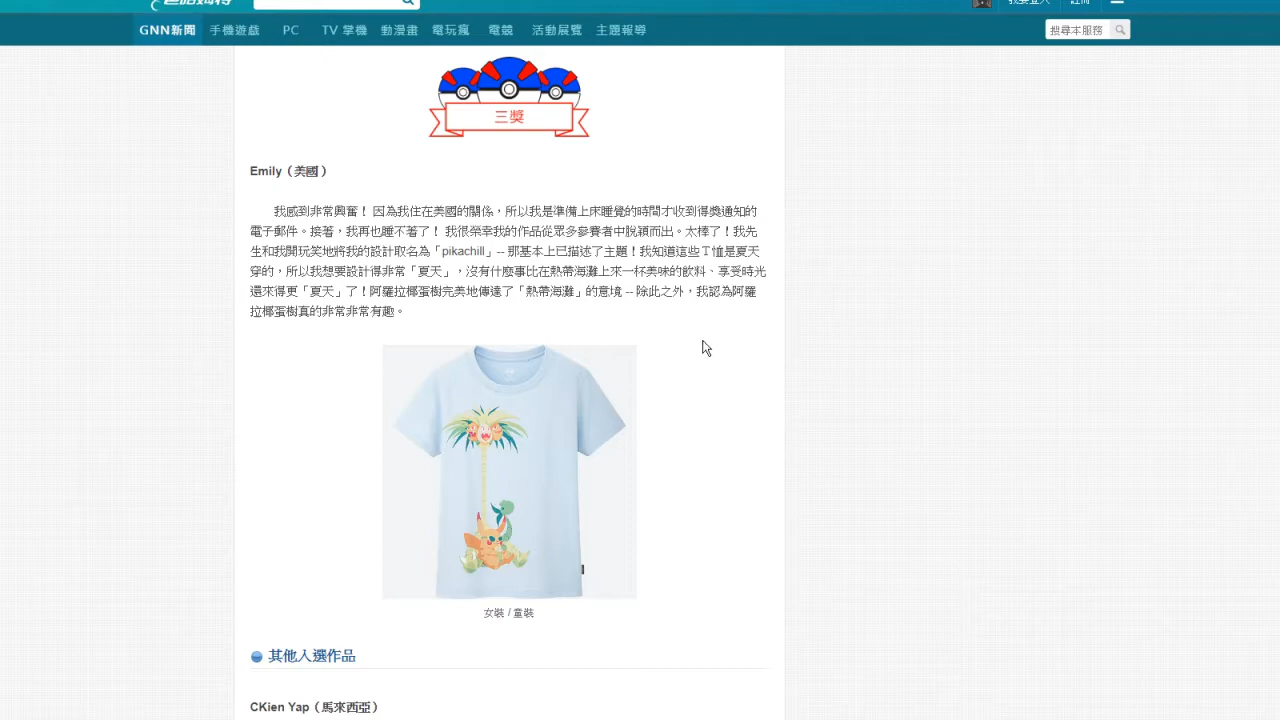 GNN新聞 手機遊戲 PC TV 掌機 動漫畫 電玩瘋 電競 活動展覽 主題報導 搜尋本服務
三獎
Emily（美國）
我感到非常興奮！ 因為我住在美國的關係，所以我是準備上床睡覺的時間才收到得獎通知的
電子郵件。接著，我再也睡不著了！ 我很榮幸我的作品從眾多參賽者中脫穎而出。太棒了！我先
生和我開玩笑地將我的設計取名為「pikachill」-- 那基本上已描述了主題！我知道這些Ｔ恤是夏天
穿的，所以我想要設計得非常「夏天」，沒有什麼事比在熱帶海灘上來一杯美味的飲料、享受時光
還來得更「夏天」了！阿羅拉椰蛋樹完美地傳達了「熱帶海灘」的意境 -- 除此之外，我認為阿羅
拉椰蛋樹真的非常非常有趣。
女裝 / 童裝
其他入選作品
CKien Yap（馬來西亞）